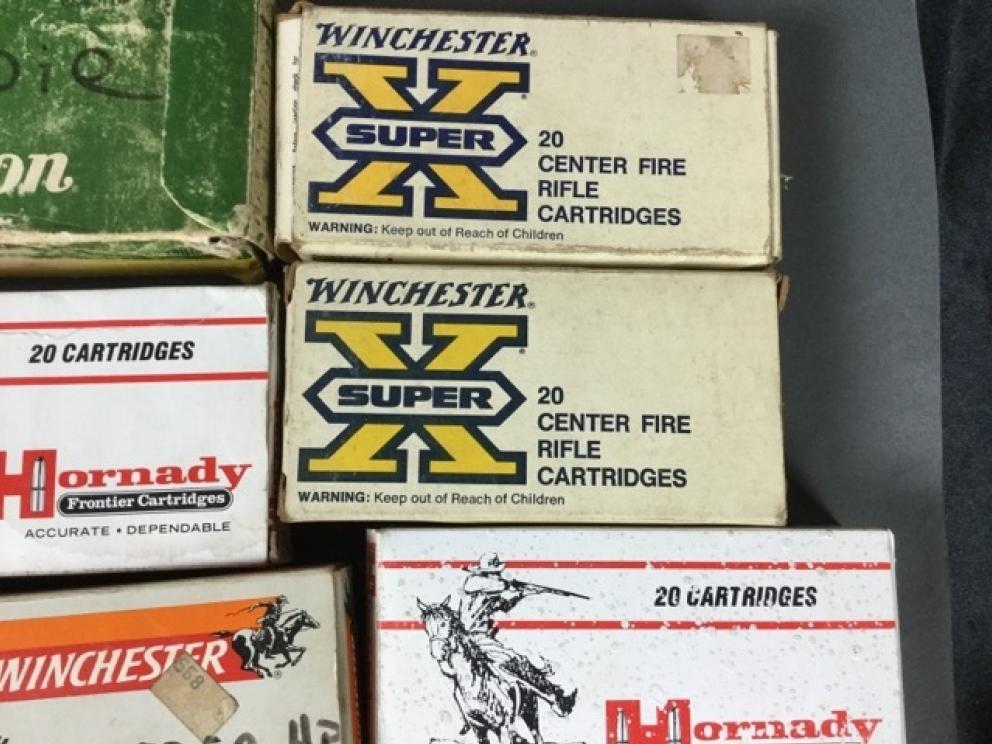 WINCHESTER®
SUPER X®
20
CENTER FIRE
RIFLE
CARTRIDGES
WARNING: Keep out of Reach of Children
on
20 CARTRIDGES
Hornady
Frontier Cartridges
ACCURATE • DEPENDABLE
WINCHESTER®
SUPER X®
20
CENTER FIRE
RIFLE
CARTRIDGES
WARNING: Keep out of Reach of Children
WINCHESTER
20 CARTRIDGES
Hornady